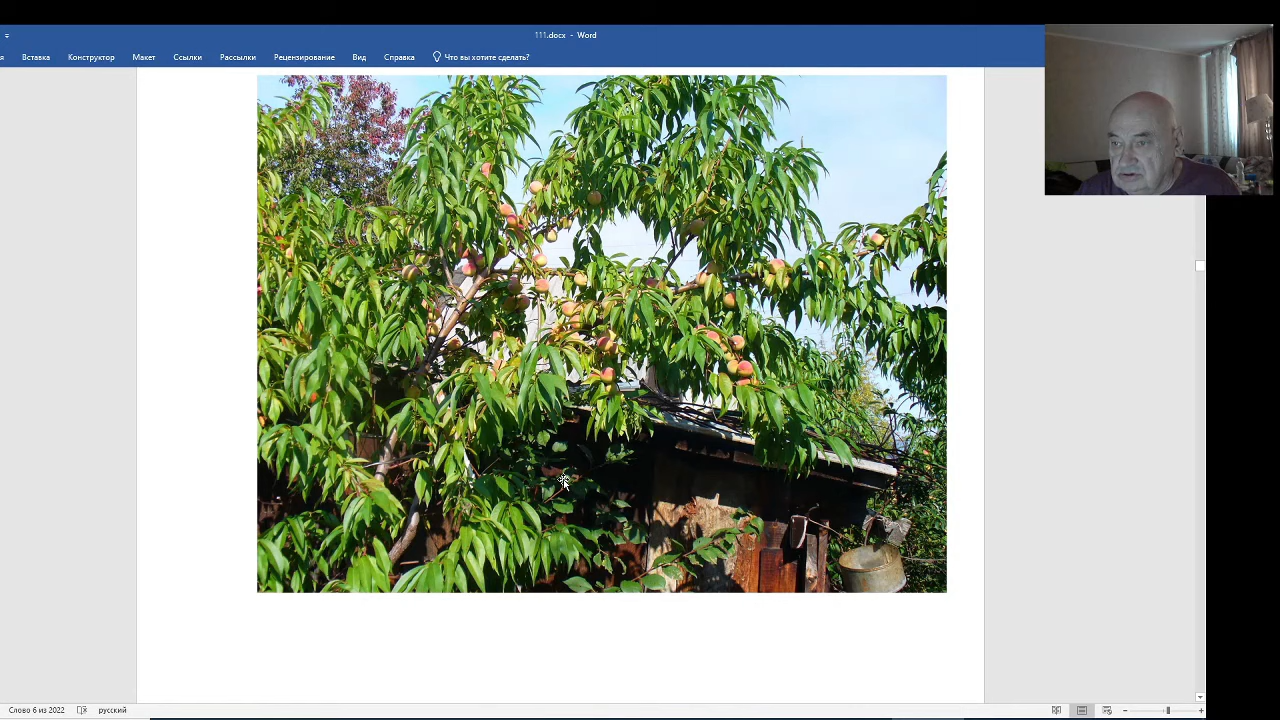 111.docx - Word
я Вставка Конструктор Макет Ссылки Рассылки Рецензирование Вид Справка Что вы хотите сделать?
Слово 6 из 2022 русский